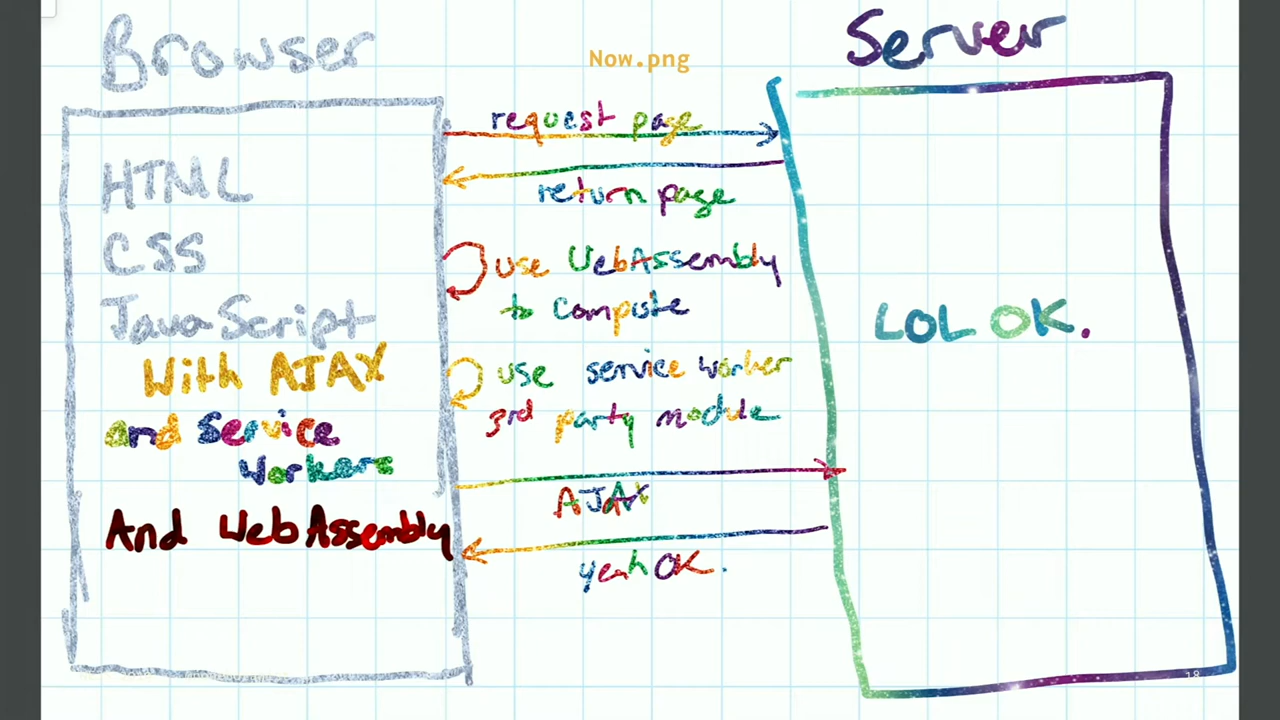 Browser
Now.png
Server
HTML
CSS
JavaScript
With AJAX
and Service
Workers
And WebAssembly
request page
return page
use WebAssembly
to compute
use service worker
3rd party module
AJAX
yeah OK.
LOL OK.
18